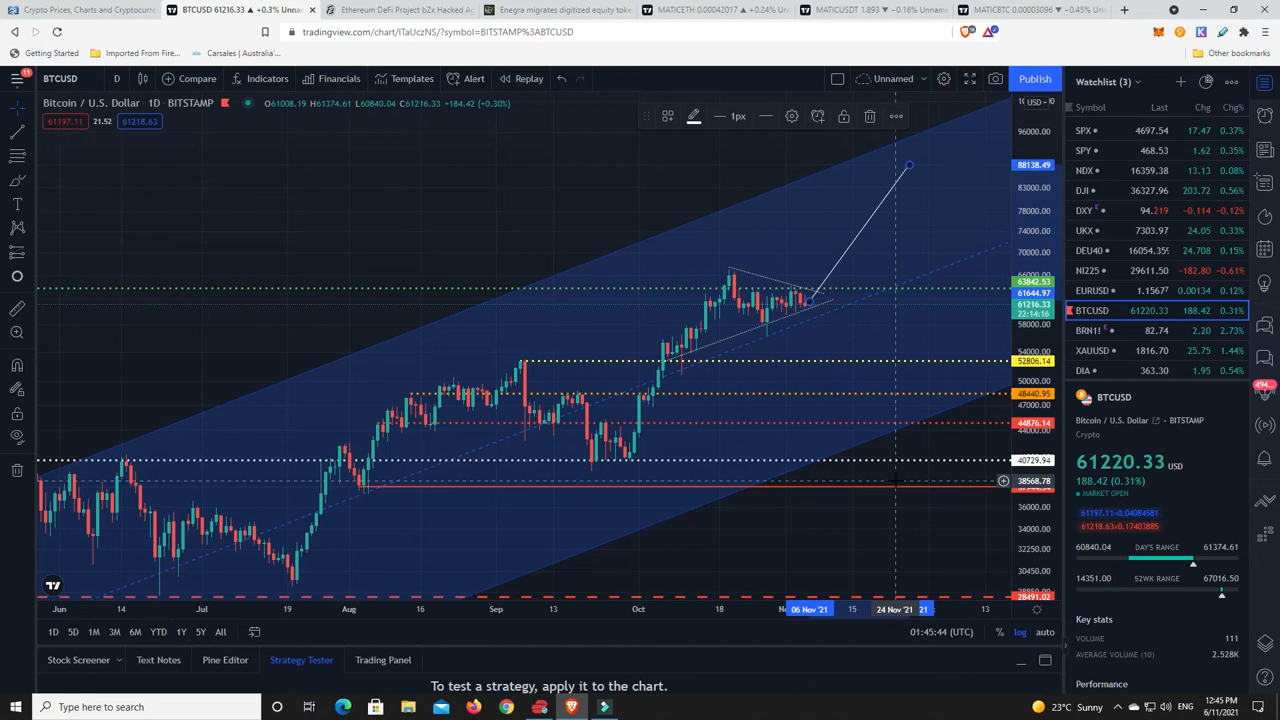 Crypto Prices, Charts and Cryptocurr
BTCUSD 61216.33 ▲ +0.3% Unna
Ethereum DeFi Project bZx Hacked Ag
Enegra migrates digitized equity toke
MATICETH 0.00042017 ▲ +0.24% Unn
MATICUSDT 1.893 ▼ −0.16% Unname
MATICBTC 0.00003096 ▼ −0.45% Unn
tradingview.com/chart/ITaUczNS/?symbol=BITSTAMP%3ABTCUSD
Getting Started
Imported From Fire...
Carsales | Australia'...
Other bookmarks
11
BTCUSD D Compare Indicators Financials Templates Alert Replay Unnamed Publish
Bitcoin / U.S. Dollar · 1D · BITSTAMP O61008.19 H61374.61 L60840.04 C61216.33 +184.42 (+0.30%)
61197.11 21.52 61218.63
1px
USD
96000.00
88138.49
83000.00
78000.00
74000.00
70000.00
66000.00
63842.53
61644.97
61216.33
22:14:16
58000.00
54000.00
52806.14
50000.00
48440.95
47000.00
44876.14
44000.00
40729.94
38568.78
36000.00
34000.00
32250.00
30450.00
28491.02
Jun 14 Jul 19 Aug 16 Sep 13 Oct 18 06 Nov '21 15 24 Nov '21 21 13
1D 5D 1M 3M 6M YTD 1Y 5Y All
01:45:44 (UTC) % log auto
Stock Screener Text Notes Pine Editor Strategy Tester Trading Panel
To test a strategy, apply it to the chart.
Watchlist (3)
Symbol Last Chg Chg%
SPX 4697.54 17.47 0.37%
SPY 468.53 1.62 0.35%
NDX 16359.38 13.13 0.08%
DJI 36327.96 203.72 0.56%
DXY E 94.219 -0.114 -0.12%
UKX 7303.97 24.05 0.33%
DEU40 16054.359 24.708 0.15%
NI225 29611.50 -182.80 -0.61%
EURUSD 1.15677 0.00134 0.12%
BTCUSD 61220.33 188.42 0.31%
BRN1! E 82.74 2.20 2.73%
XAUUSD 1816.70 25.75 1.44%
DIA 363.30 1.95 0.54%
494
BTCUSD
Bitcoin / U.S. Dollar · BITSTAMP
Crypto
61220.33 USD
188.42 (0.31%)
MARKET OPEN
61197.11×0.04084581
61218.63×0.17403885
60840.04 DAY'S RANGE 61374.61
14351.00 52WK RANGE 67016.50
Key stats
VOLUME 111
AVERAGE VOLUME (10) 2.528K
Performance
Type here to search
23°C Sunny
12:45 PM
6/11/2021